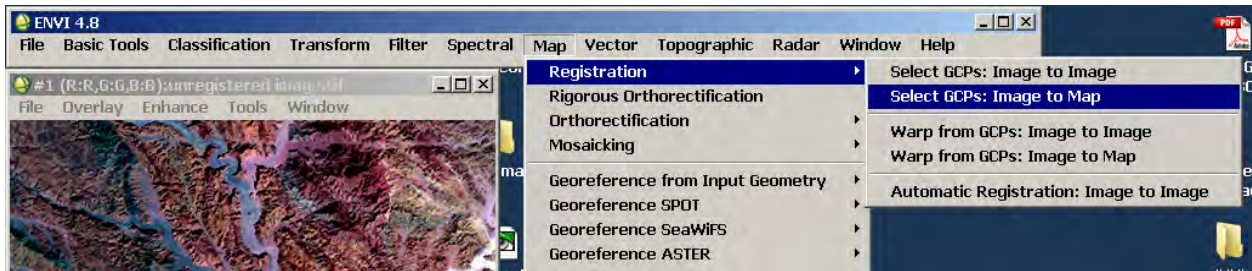 ENVI 4.8
File Basic Tools Classification Transform Filter Spectral Map Vector Topographic Radar Window Help
#1 (R:R,G:G,B:B):unregistered image.tif
File Overlay Enhance Tools Window
Registration
Rigorous Orthorectification
Orthorectification
Mosaicking
Georeference from Input Geometry
Georeference SPOT
Georeference SeaWiFS
Georeference ASTER
Select GCPs: Image to Image
Select GCPs: Image to Map
Warp from GCPs: Image to Image
Warp from GCPs: Image to Map
Automatic Registration: Image to Image
PDF
Adobe